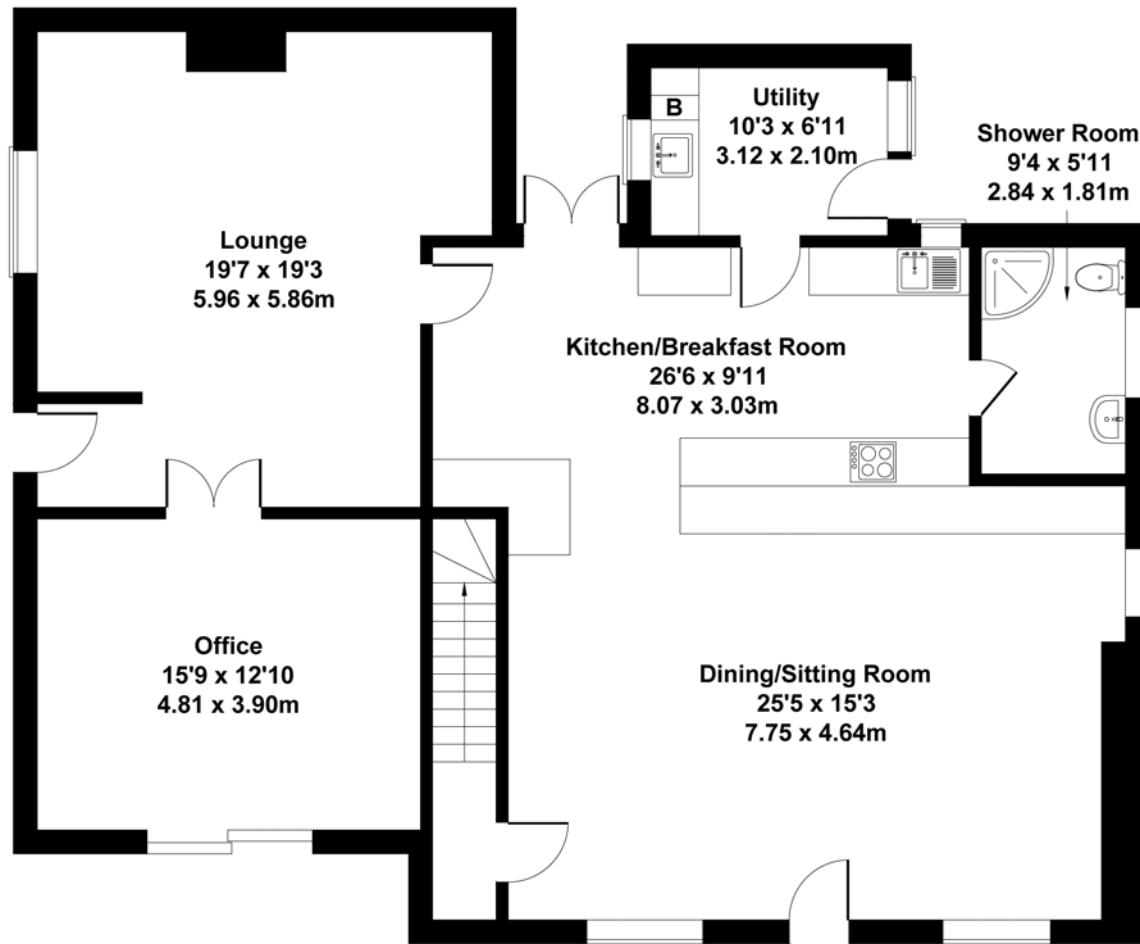 Lounge
19'7 x 19'3
5.96 x 5.86m
B
Utility
10'3 x 6'11
3.12 x 2.10m
Shower Room
9'4 x 5'11
2.84 x 1.81m
Kitchen/Breakfast Room
26'6 x 9'11
8.07 x 3.03m
Office
15'9 x 12'10
4.81 x 3.90m
Dining/Sitting Room
25'5 x 15'3
7.75 x 4.64m